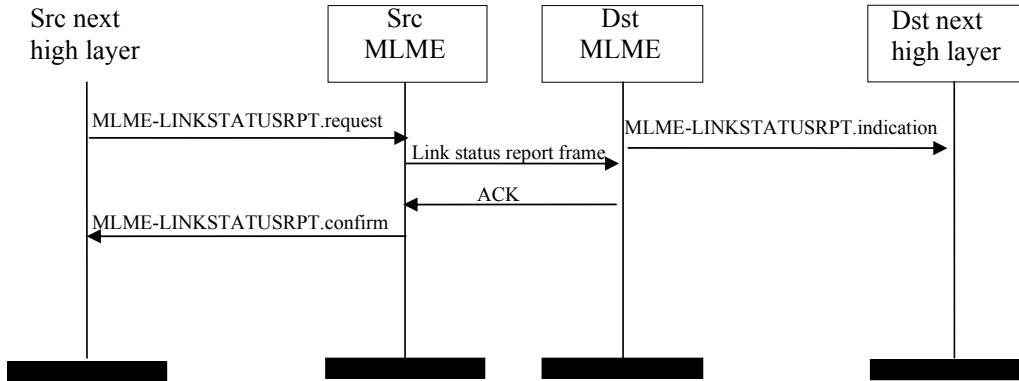 Src next
high layer
Src
MLME
Dst
MLME
Dst next
high layer
MLME-LINKSTATUSRPT.request
MLME-LINKSTATUSRPT.indication
Link status report frame
ACK
MLME-LINKSTATUSRPT.confirm